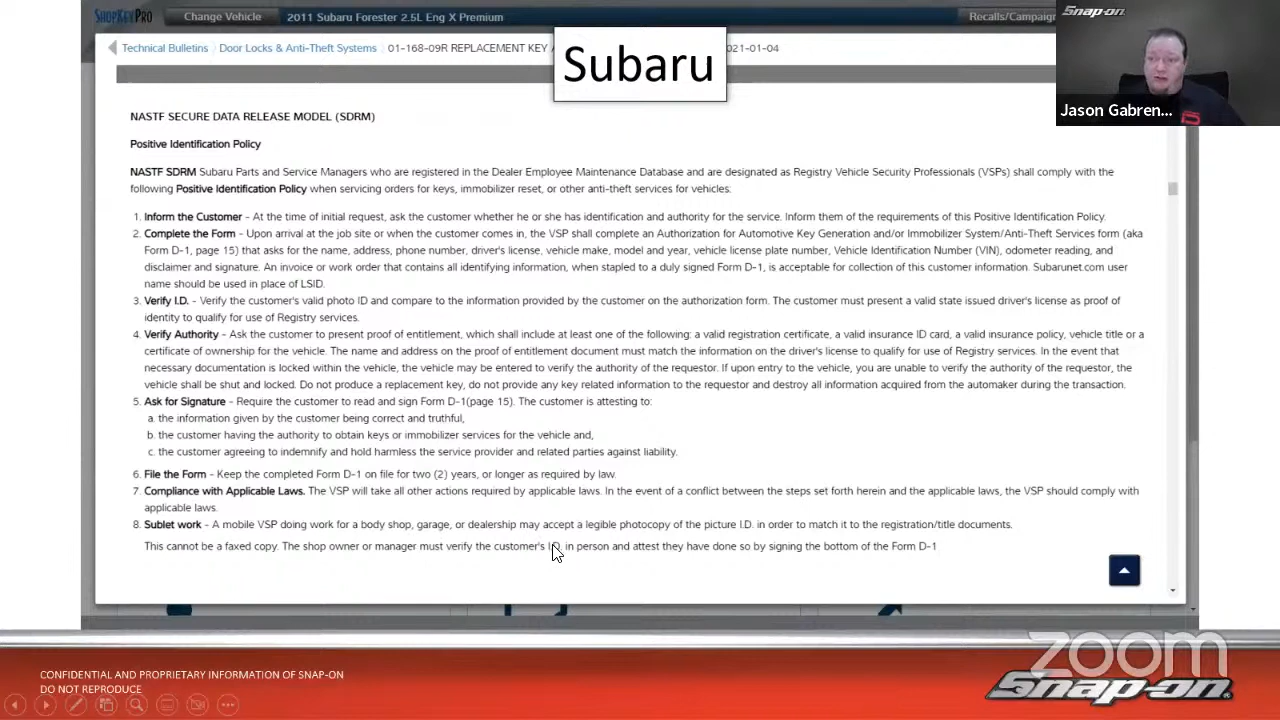 ShopKeyPro
Change Vehicle
2011 Subaru Forester 2.5L Eng X Premium
Recalls/Campaign
Snap-on
Technical Bulletins
Door Locks & Anti-Theft Systems
01-168-09R REPLACEMENT KEY
021-01-04
Subaru
Jason Gabren...
NASTF SECURE DATA RELEASE MODEL (SDRM)
Positive Identification Policy
NASTF SDRM Subaru Parts and Service Managers who are registered in the Dealer Employee Maintenance Database and are designated as Registry Vehicle Security Professionals (VSPs) shall comply with the
following Positive Identification Policy when servicing orders for keys, immobilizer reset, or other anti-theft services for vehicles:
1. Inform the Customer - At the time of initial request, ask the customer whether he or she has identification and authority for the service. Inform them of the requirements of this Positive Identification Policy.
2. Complete the Form - Upon arrival at the job site or when the customer comes in, the VSP shall complete an Authorization for Automotive Key Generation and/or Immobilizer System/Anti-Theft Services form (aka
Form D-1, page 15) that asks for the name, address, phone number, driver's license, vehicle make, model and year, vehicle license plate number, Vehicle Identification Number (VIN), odometer reading, and
disclaimer and signature. An invoice or work order that contains all identifying information, when stapled to a duly signed Form D-1, is acceptable for collection of this customer information. Subarunet.com user
name should be used in place of LSID.
3. Verify I.D. - Verify the customer's valid photo ID and compare to the information provided by the customer on the authorization form. The customer must present a valid state issued driver's license as proof of
identity to qualify for use of Registry services.
4. Verify Authority - Ask the customer to present proof of entitlement, which shall include at least one of the following: a valid registration certificate, a valid insurance ID card, a valid insurance policy, vehicle title or a
certificate of ownership for the vehicle. The name and address on the proof of entitlement document must match the information on the driver's license to qualify for use of Registry services. In the event that
necessary documentation is locked within the vehicle, the vehicle may be entered to verify the authority of the requestor. If upon entry to the vehicle, you are unable to verify the authority of the requestor, the
vehicle shall be shut and locked. Do not produce a replacement key, do not provide any key related information to the requestor and destroy all information acquired from the automaker during the transaction.
5. Ask for Signature - Require the customer to read and sign Form D-1(page 15). The customer is attesting to:
a. the information given by the customer being correct and truthful,
b. the customer having the authority to obtain keys or immobilizer services for the vehicle and,
c. the customer agreeing to indemnify and hold harmless the service provider and related parties against liability.
6. File the Form - Keep the completed Form D-1 on file for two (2) years, or longer as required by law.
7. Compliance with Applicable Laws. The VSP will take all other actions required by applicable laws. In the event of a conflict between the steps set forth herein and the applicable laws, the VSP should comply with
applicable laws.
8. Sublet work - A mobile VSP doing work for a body shop, garage, or dealership may accept a legible photocopy of the picture I.D. in order to match it to the registration/title documents.
This cannot be a faxed copy. The shop owner or manager must verify the customer's I.D. in person and attest they have done so by signing the bottom of the Form D-1
zoom
CONFIDENTIAL AND PROPRIETARY INFORMATION OF SNAP-ON
DO NOT REPRODUCE
Snap-on